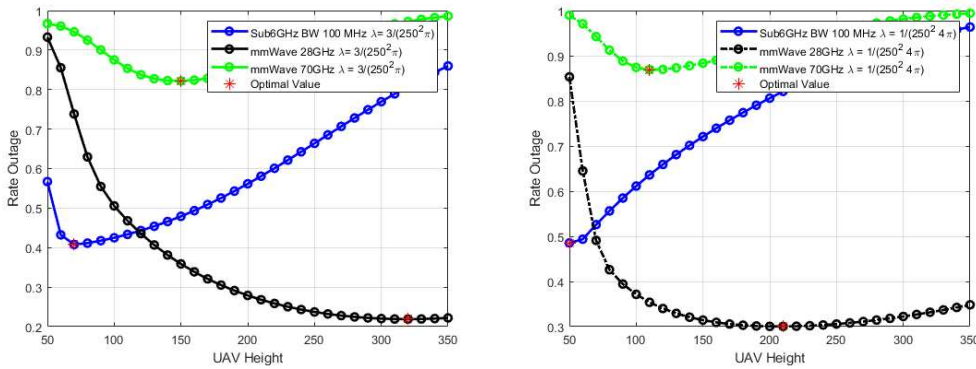 Rate Outage
1
0.9
0.8
0.7
0.6
0.5
0.4
0.3
0.2
50 100 150 200 250 300 350
UAV Height
Sub6GHz BW 100 MHz λ = 3/(250²π)
mmWave 28GHz λ= 3/(250²π)
mmWave 70GHz λ = 3/(250²π)
Optimal Value
Rate Outage
1
0.9
0.8
0.7
0.6
0.5
0.4
0.3
50 100 150 200 250 300 350
UAV Height
Sub6GHz BW 100 MHz λ = 1/(250² 4π)
mmWave 28GHz λ = 1/(250² 4π)
mmWave 70GHz λ = 1/(250² 4π)
Optimal Value